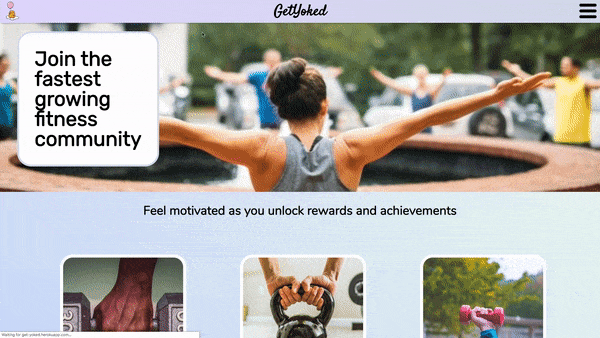 GetYoked
Join the
fastest
growing
fitness
community
Feel motivated as you unlock rewards and achievements
Waiting for get-yoked.herokuapp.com...